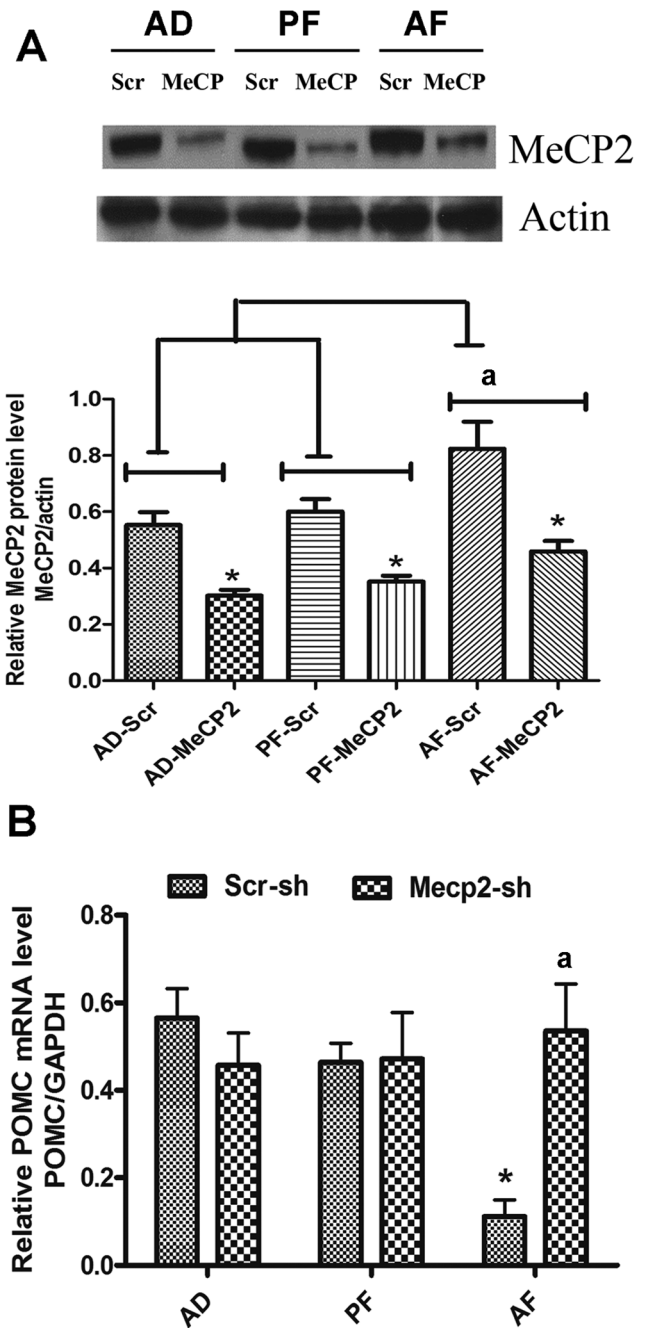 A
AD PF AF
Scr MeCP Scr MeCP Scr MeCP
MeCP2
Actin
Relative MeCP2 protein level
MeCP2/actin
1.0
0.8
0.6
0.4
0.2
0.0
a
*
*
*
AD-Scr
AD-MeCP2
PF-Scr
PF-MeCP2
AF-Scr
AF-MeCP2
B
Scr-sh Mecp2-sh
Relative POMC mRNA level
POMC/GAPDH
0.8
0.6
0.4
0.2
0.0
a
*
AD
PF
AF